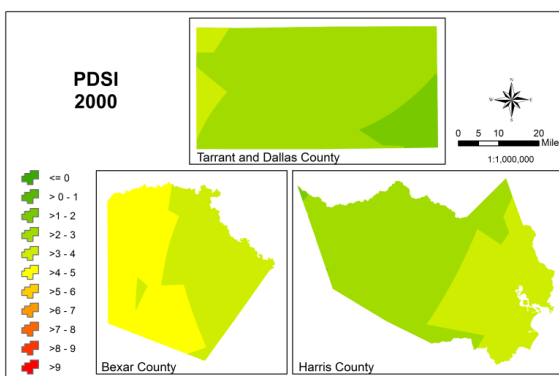 PDSI
2000
N
W E
S
0 5 10 20
Mile
1:1,000,000
Tarrant and Dallas County
<= 0
> 0 - 1
>1 - 2
>2 - 3
>3 - 4
>4 - 5
>5 - 6
>6 - 7
>7 - 8
>8 - 9
>9
Bexar County
Harris County